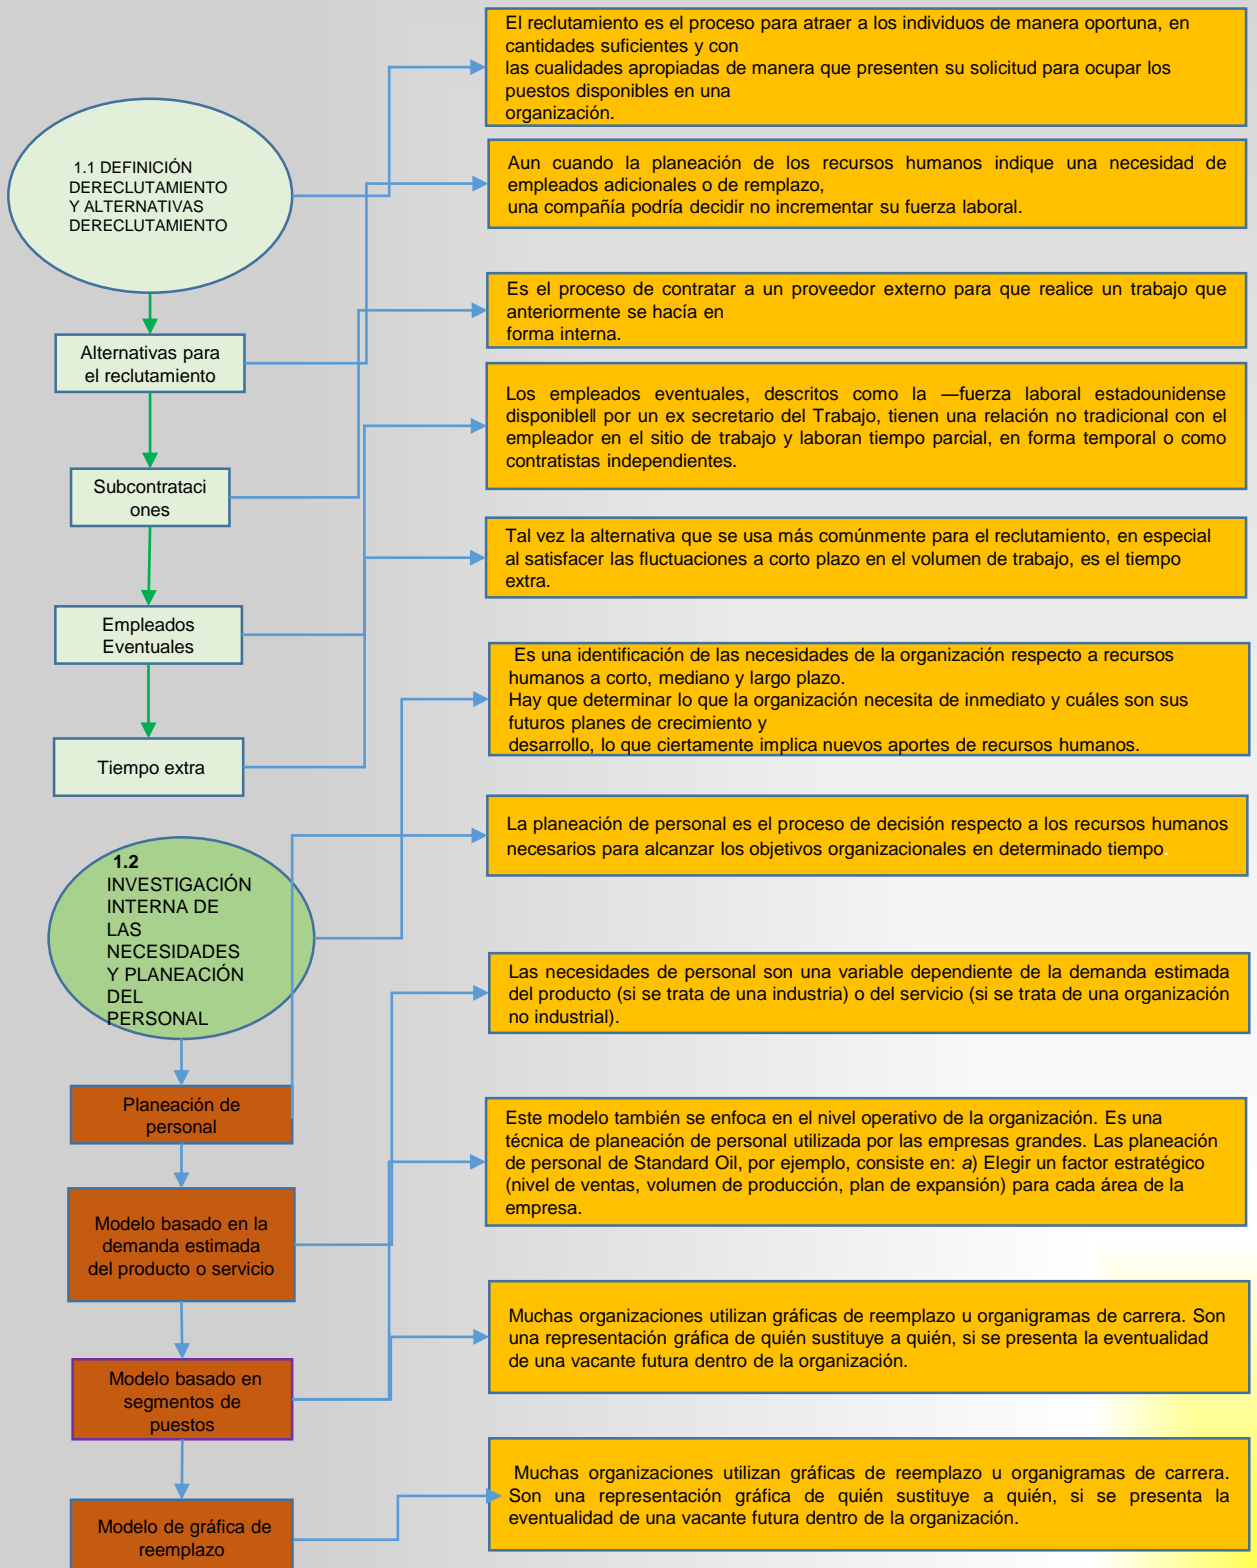 El reclutamiento es el proceso para atraer a los individuos de manera oportuna, en
cantidades suficientes y con
las cualidades apropiadas de manera que presenten su solicitud para ocupar los
puestos disponibles en una
organización.
1.1 DEFINICIÓN
DERECLUTAMIENTO
Y ALTERNATIVAS
DERECLUTAMIENTO
Aun cuando la planeación de los recursos humanos indique una necesidad de
empleados adicionales o de remplazo,
una compañía podría decidir no incrementar su fuerza laboral.
Es el proceso de contratar a un proveedor externo para que realice un trabajo que
anteriormente se hacía en
forma interna.
Alternativas para
el reclutamiento
Los empleados eventuales, descritos como la ―fuerza laboral estadounidense
disponible‖ por un ex secretario del Trabajo, tienen una relación no tradicional con el
empleador en el sitio de trabajo y laboran tiempo parcial, en forma temporal o como
contratistas independientes.
Subcontrataci
ones
Tal vez la alternativa que se usa más comúnmente para el reclutamiento, en especial
al satisfacer las fluctuaciones a corto plazo en el volumen de trabajo, es el tiempo
extra.
Empleados
Eventuales
Es una identificación de las necesidades de la organización respecto a recursos
humanos a corto, mediano y largo plazo.
Hay que determinar lo que la organización necesita de inmediato y cuáles son sus
futuros planes de crecimiento y
desarrollo, lo que ciertamente implica nuevos aportes de recursos humanos.
Tiempo extra
La planeación de personal es el proceso de decisión respecto a los recursos humanos
necesarios para alcanzar los objetivos organizacionales en determinado tiempo.
1.2
INVESTIGACIÓN
INTERNA DE
LAS
NECESIDADES
Y PLANEACIÓN
DEL
PERSONAL
Las necesidades de personal son una variable dependiente de la demanda estimada
del producto (si se trata de una industria) o del servicio (si se trata de una organización
no industrial).
Planeación de
personal
Este modelo también se enfoca en el nivel operativo de la organización. Es una
técnica de planeación de personal utilizada por las empresas grandes. Las planeación
de personal de Standard Oil, por ejemplo, consiste en: a) Elegir un factor estratégico
(nivel de ventas, volumen de producción, plan de expansión) para cada área de la
empresa.
Modelo basado en la
demanda estimada
del producto o servicio
Muchas organizaciones utilizan gráficas de reemplazo u organigramas de carrera. Son
una representación gráfica de quién sustituye a quién, si se presenta la eventualidad
de una vacante futura dentro de la organización.
Modelo basado en
segmentos de
puestos
Muchas organizaciones utilizan gráficas de reemplazo u organigramas de carrera.
Son una representación gráfica de quién sustituye a quién, si se presenta la
eventualidad de una vacante futura dentro de la organización.
Modelo de gráfica de
reemplazo